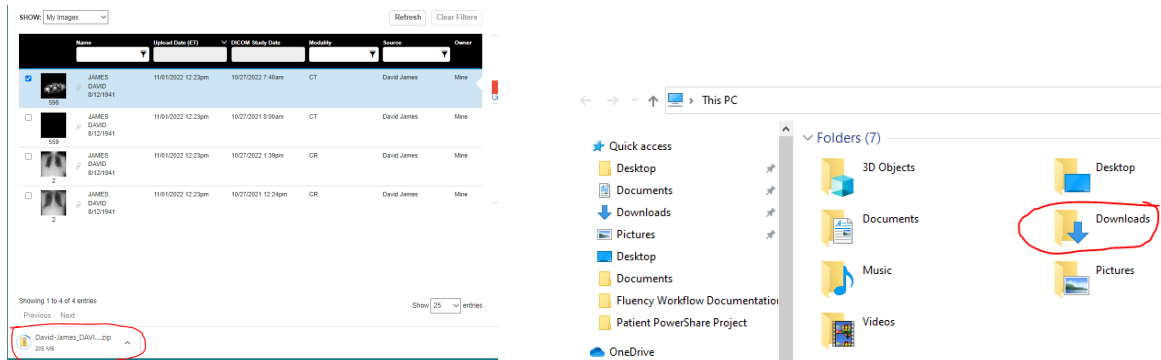 SHOW: My Images Refresh Clear Filters
Name Upload Date (ET) DICOM Study Date Modality Source Owner
JAMES 11/01/2022 12:23pm 10/27/2022 7:40am CT David James Mine
DAVID
8/12/1941
598
JAMES 11/01/2022 12:23pm 10/27/2021 8:00am CT David James Mine
DAVID
8/12/1941
559
JAMES 11/01/2022 12:23pm 10/27/2022 1:39pm CR David James Mine
DAVID
8/12/1941
2
JAMES 11/01/2022 12:23pm 10/27/2021 12:24pm CR David James Mine
DAVID
8/12/1941
2
Showing 1 to 4 of 4 entries
Show 25 entries
Previous Next
David-James_DAVI....zip
205 MB
This PC
Quick access
Desktop
Documents
Downloads
Pictures
Desktop
Documents
Fluency Workflow Documentation
Patient PowerShare Project
OneDrive
Folders (7)
3D Objects
Desktop
Documents
Downloads
Music
Pictures
Videos